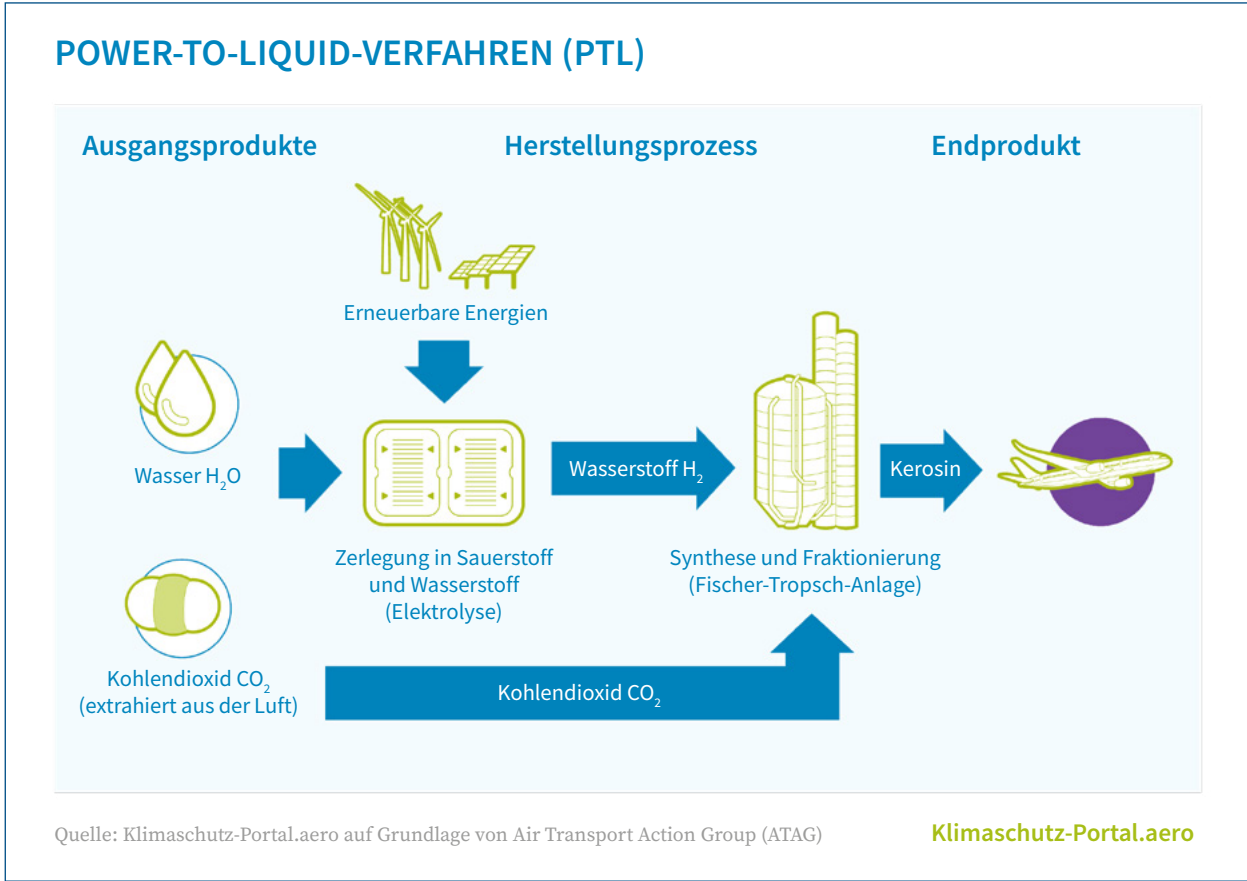 POWER-TO-LIQUID-VERFAHREN (PTL)
Ausgangsprodukte
Herstellungsprozess
Endprodukt
Erneuerbare Energien
Wasser H₂O
Zerlegung in Sauerstoff
und Wasserstoff
(Elektrolyse)
Wasserstoff H₂
Synthese und Fraktionierung
(Fischer-Tropsch-Anlage)
Kerosin
Kohlendioxid CO₂
(extrahiert aus der Luft)
Kohlendioxid CO₂
Quelle: Klimaschutz-Portal.aero auf Grundlage von Air Transport Action Group (ATAG)
Klimaschutz-Portal.aero